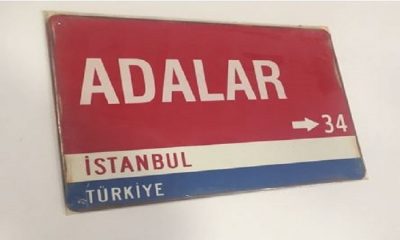 ADALAR
→34
İSTANBUL
TÜRKİYE